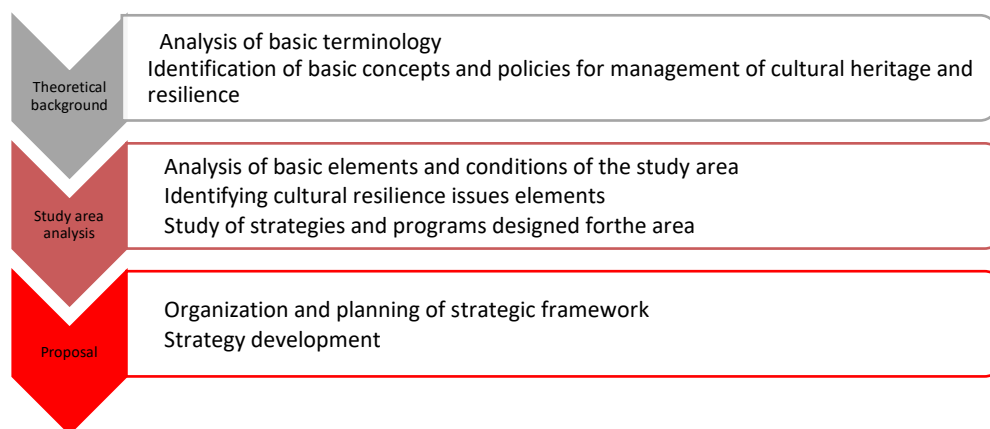 Theoretical
background
Analysis of basic terminology
Identification of basic concepts and policies for management of cultural heritage and
resilience
Study area
analysis
Analysis of basic elements and conditions of the study area
Identifying cultural resilience issues elements
Study of strategies and programs designed forthe area
Proposal
Organization and planning of strategic framework
Strategy development